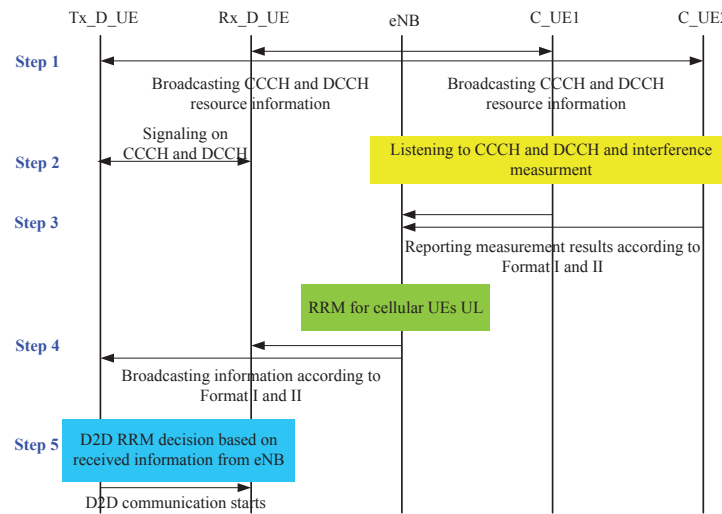 Tx_D_UE Rx_D_UE eNB C_UE1 C_UE2
Step 1
Broadcasting CCCH and DCCH
resource information
Broadcasting CCCH and DCCH
resource information
Signaling on
CCCH and DCCH
Step 2
Listening to CCCH and DCCH and interference
measurment
Step 3
Reporting measurement results according to
Format I and II
RRM for cellular UEs UL
Step 4
Broadcasting information according to
Format I and II
Step 5
D2D RRM decision based on
received information from eNB
D2D communication starts